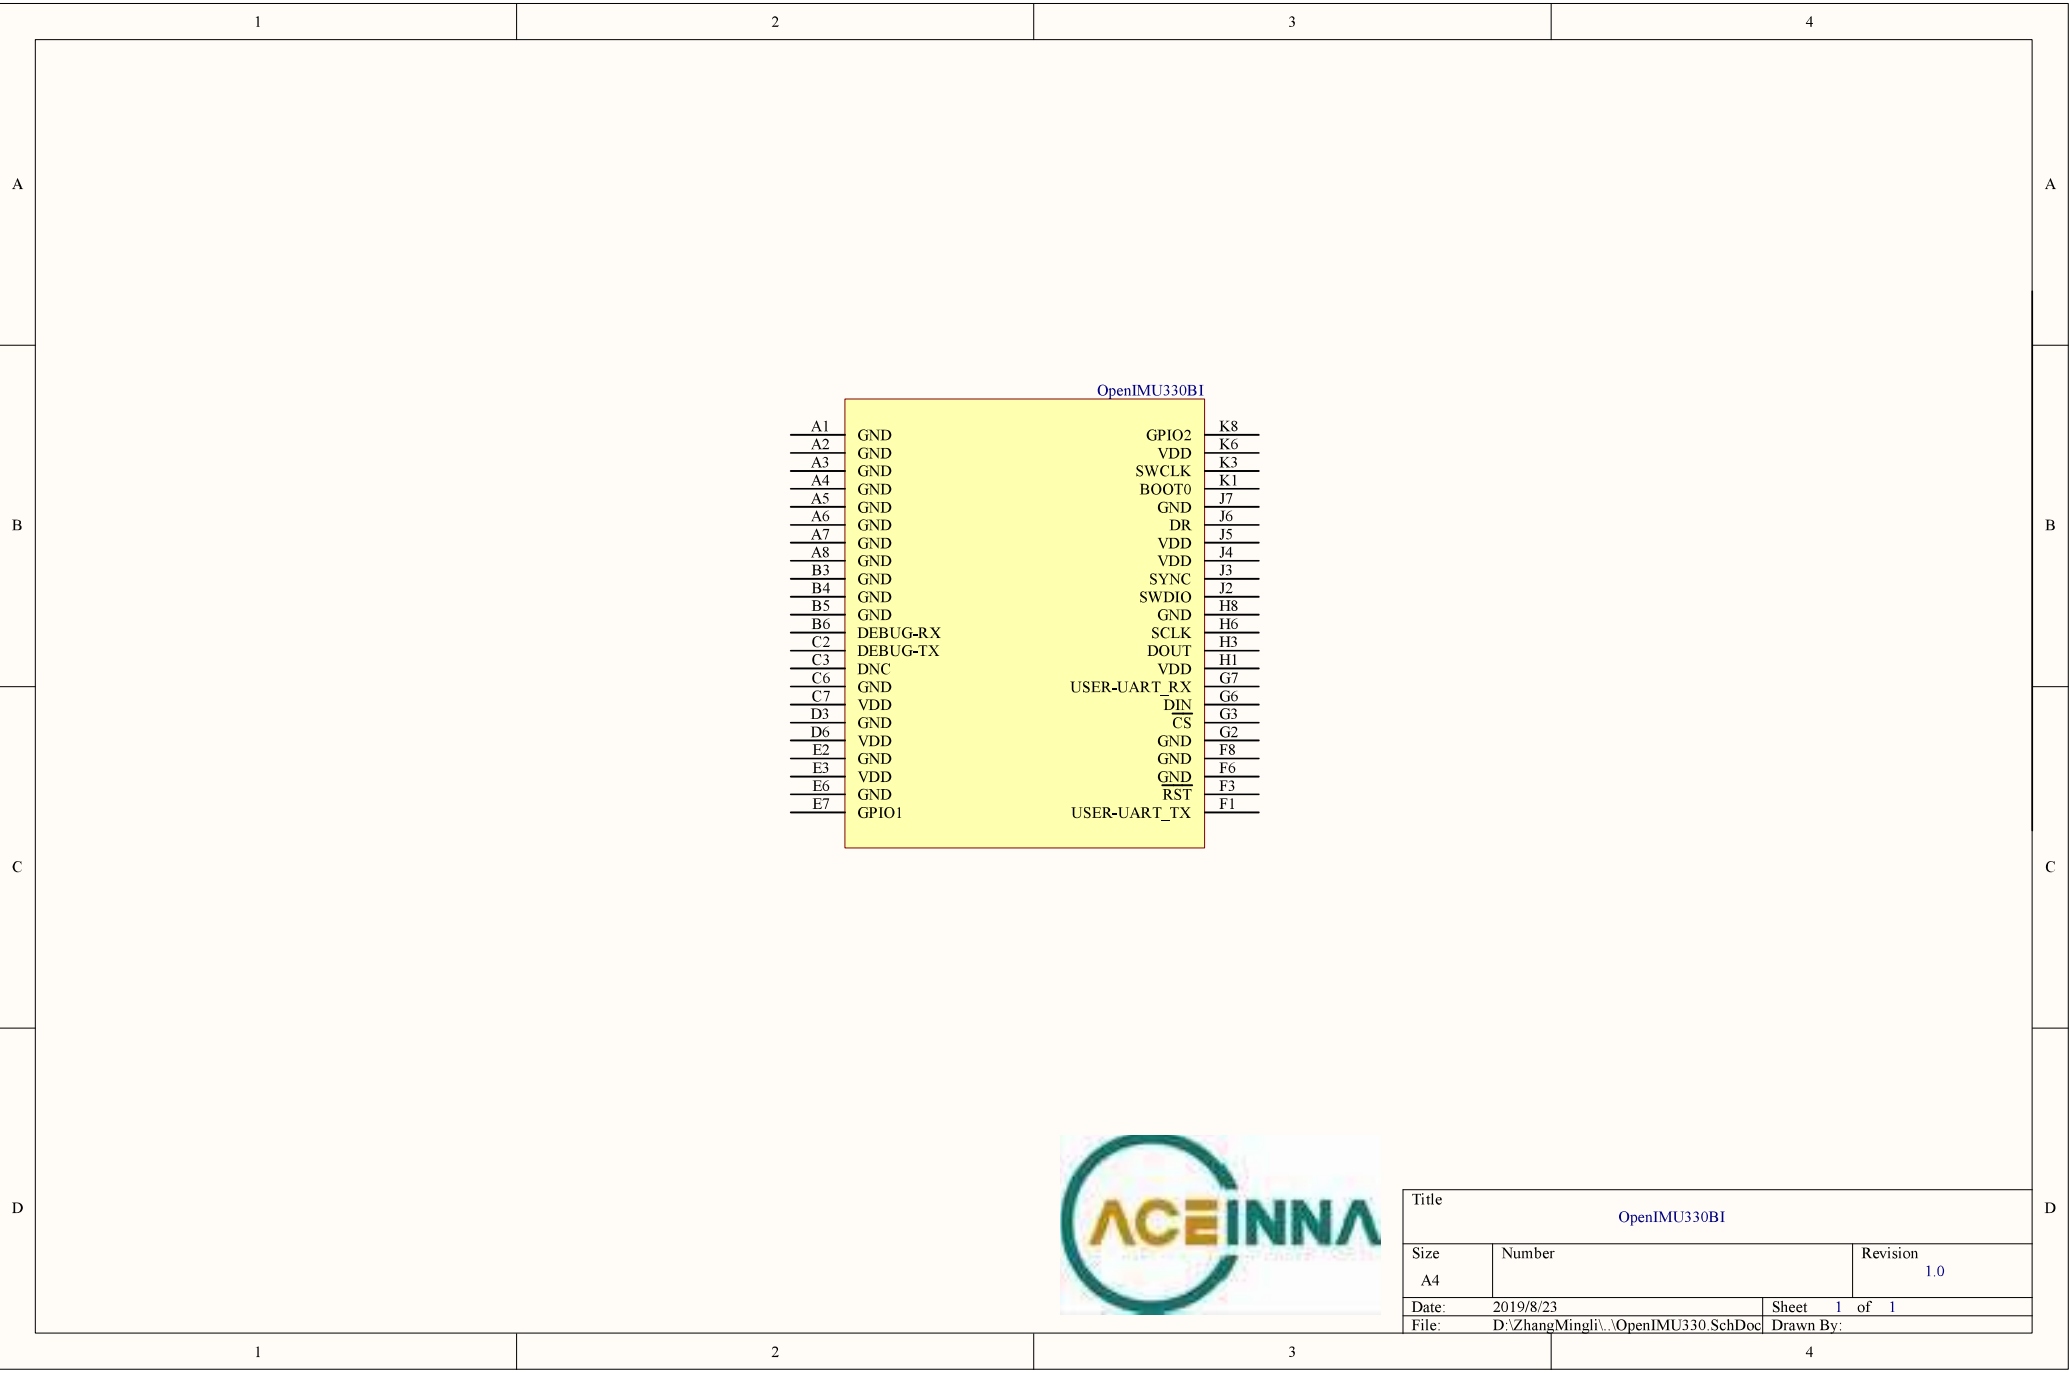 1 2 3 4
A A
OpenIMU330BI
A1 GND GPIO2 K8
A2 GND VDD K6
A3 GND SWCLK K3
A4 GND BOOT0 K1
A5 GND GND J7
A6 GND DR J6
A7 GND VDD J5
A8 GND VDD J4
B3 GND SYNC J3
B4 GND SWDIO J2
B5 GND GND H8
B B
B6 DEBUG-RX SCLK H6
C2 DEBUG-TX DOUT H3
C3 DNC VDD H1
C6 GND USER-UART_RX G7
C7 VDD DIN G6
D3 GND CS G3
D6 VDD GND G2
E2 GND GND F8
E3 VDD GND F6
E6 GND RST F3
E7 GPIO1 USER-UART_TX F1
C C
ACEINNA
D D
Title
OpenIMU330BI
Size Number Revision
A4 1.0
Date: 2019/8/23 Sheet 1 of 1
File: D:\ZhangMingli\..\OpenIMU330.SchDoc Drawn By:
1 2 3 4